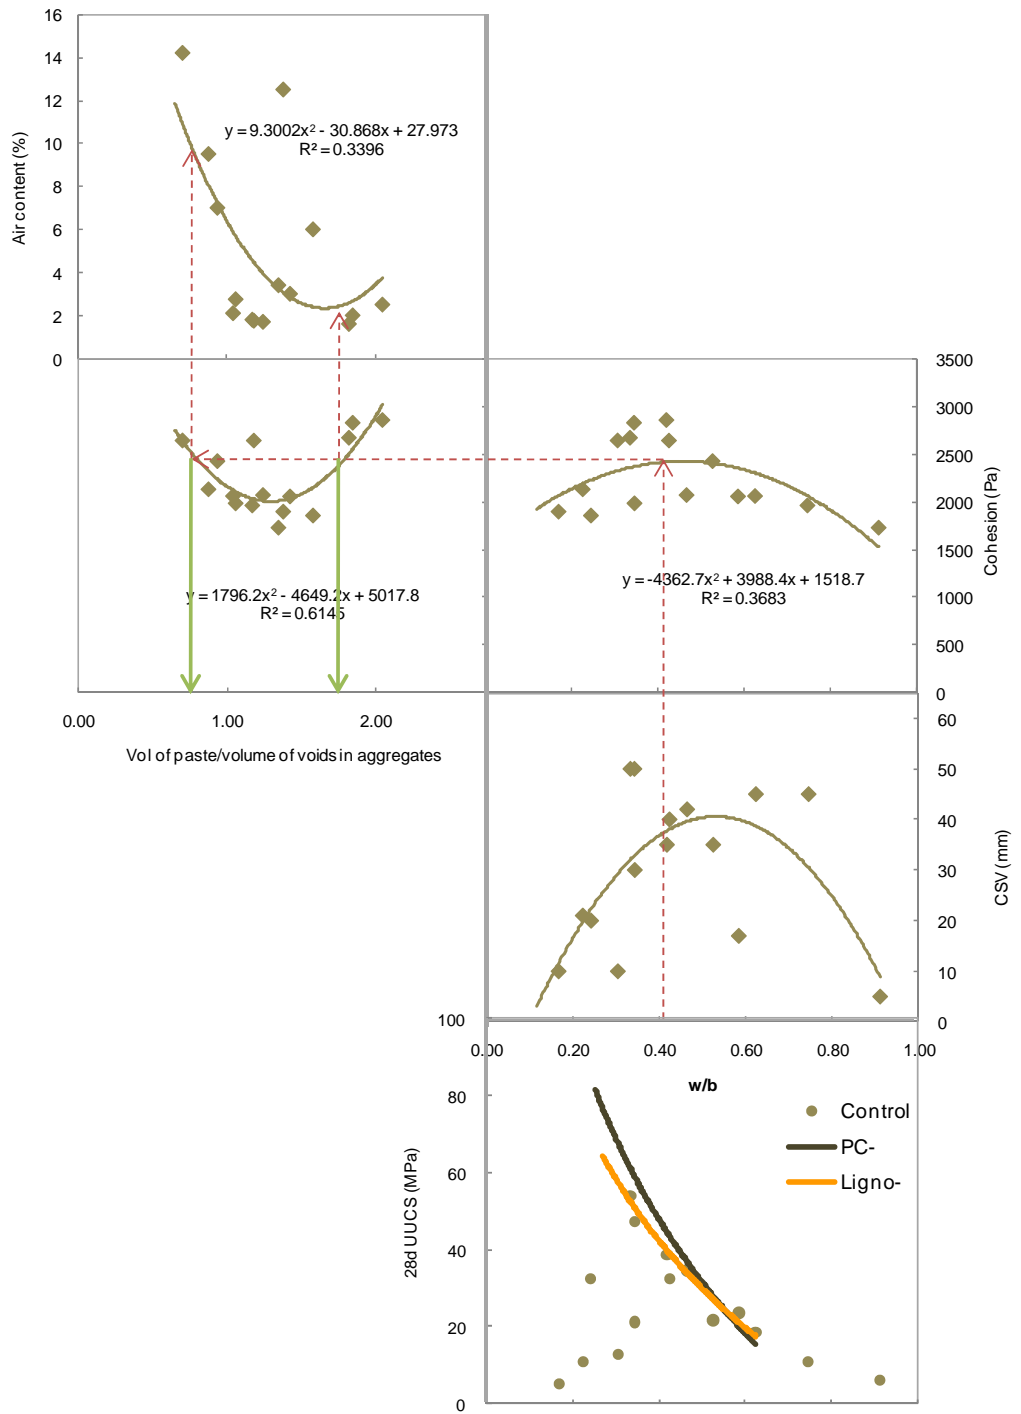 16
14
12
10
8
6
4
2
0
Air content (%)
y = 9.3002x² - 30.868x + 27.973
R² = 0.3396
3500
3000
2500
2000
1500
1000
500
0
Cohesion (Pa)
y = 1796.2x² - 4649.2x + 5017.8
R² = 0.6145
y = -4362.7x² + 3988.4x + 1518.7
R² = 0.3683
0.00 1.00 2.00
Vol of paste/volume of voids in aggregates
60
50
40
30
20
10
0
CSV (mm)
0.00 0.20 0.40 0.60 0.80 1.00
w/b
100
80
60
40
20
0
28d UUCS (MPa)
Control
PC-
Ligno-